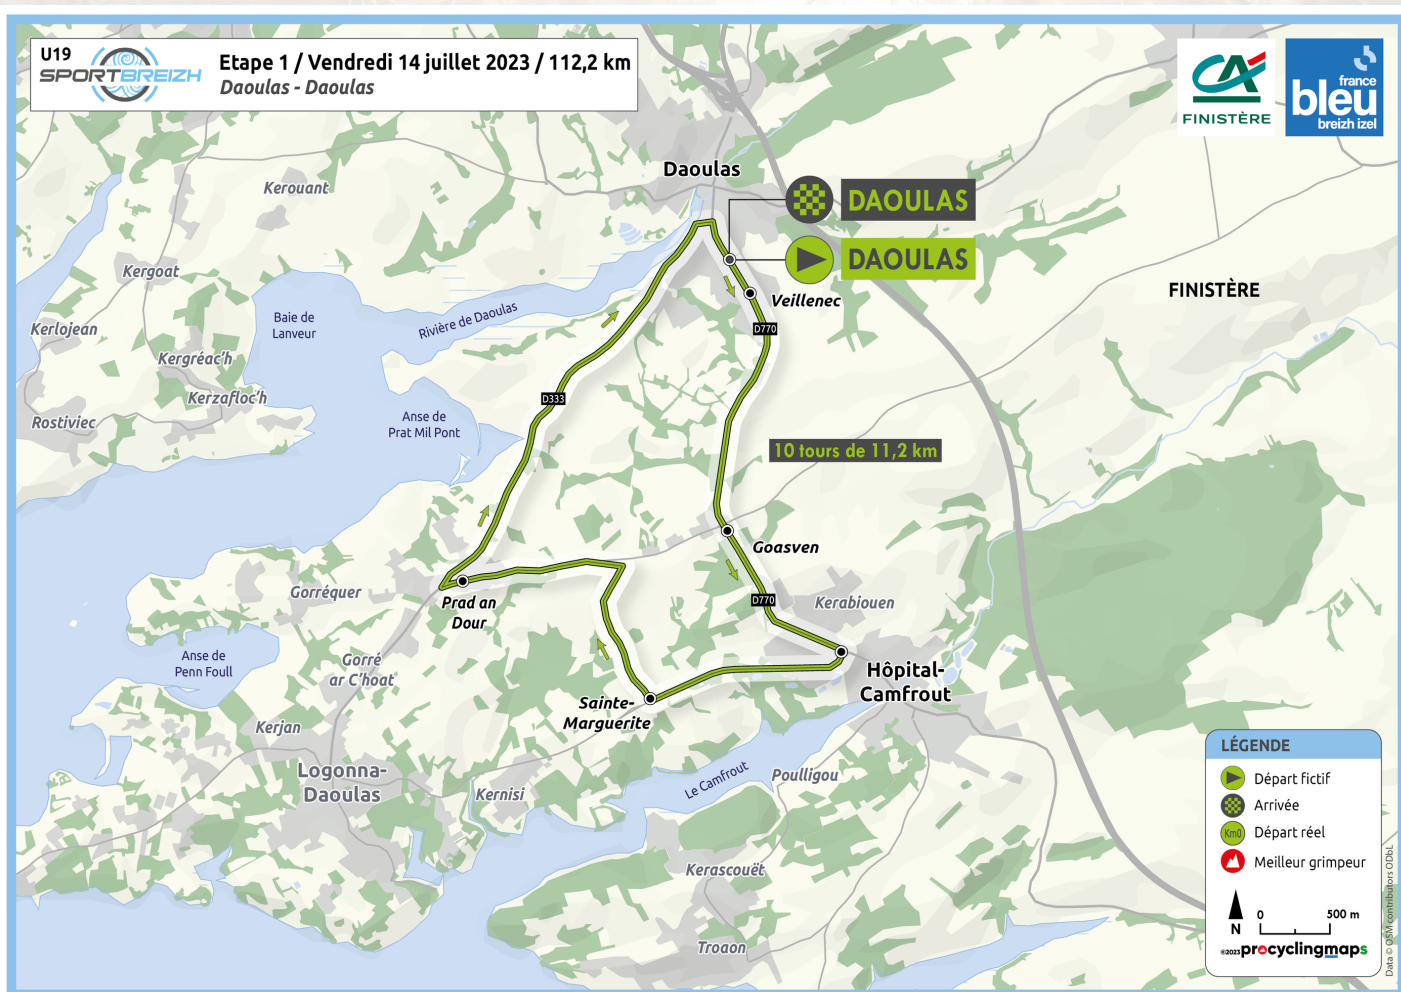 U19
SPORTBREIZH
Etape 1 / Vendredi 14 juillet 2023 / 112,2 km
Daoulas - Daoulas
CA
FINISTÈRE
france
bleu
breizh izel
Daoulas
DAOULAS
DAOULAS
Kerouant
Kergoat
Veillenec
FINISTÈRE
Baie de
Lanveur
Rivière de Daoulas
Kerlojean
D770
Kergréac'h
Kerzafloc'h
D333
Rostiviec
Anse de
Prat Mil Pont
10 tours de 11,2 km
Goasven
Gorréquer
Prad an
Dour
D770
Kerabiouen
Anse de
Penn Foull
Gorré
ar C'hoat
Hôpital-
Camfrout
Sainte-
Marguerite
Kerjan
Logonna-
Daoulas
Kernisi
Le Camfrout
Poulligou
Kerascouët
Troaon
LÉGENDE
Départ fictif
Arrivée
Km0
Départ réel
Meilleur grimpeur
N
0
500 m
©2023 procyclingmaps
Data © OSM contributors ODbL